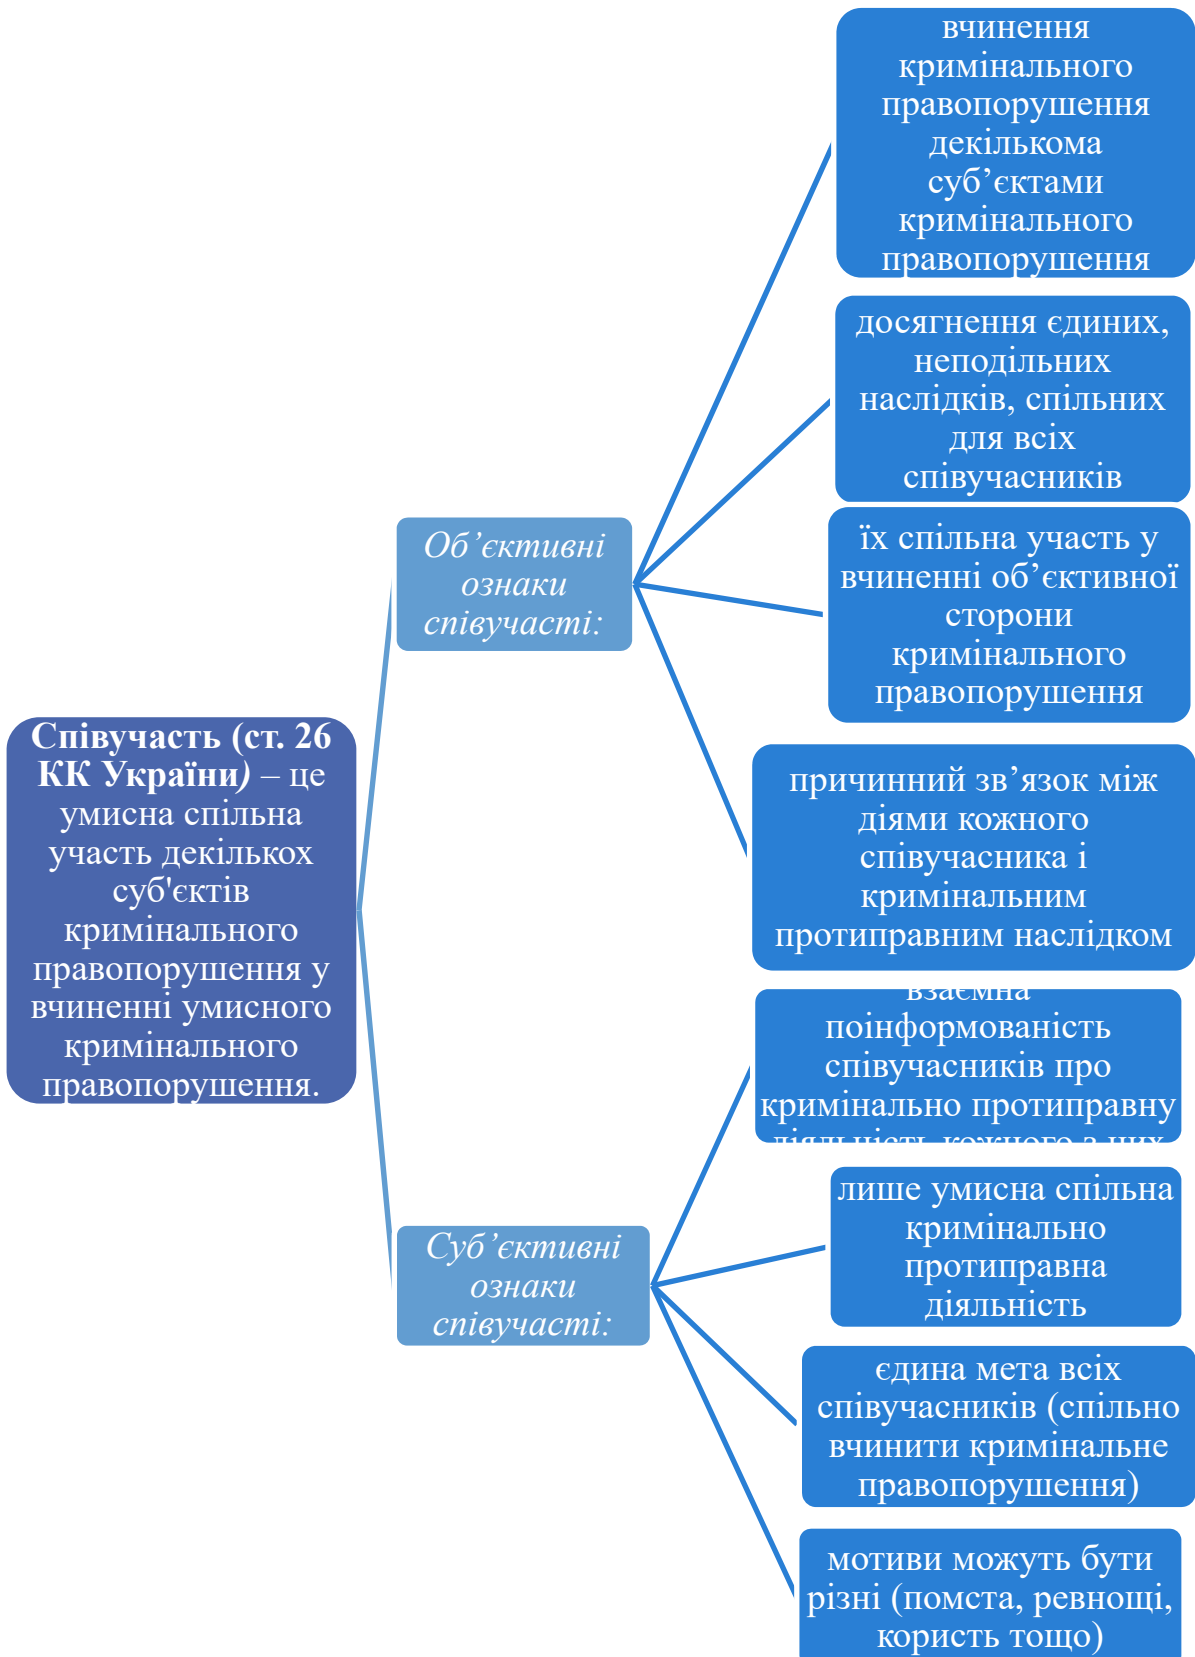 Співучасть (ст. 26
КК України) – це
умисна спільна
участь декількох
суб'єктів
кримінального
правопорушення у
вчиненні умисного
кримінального
правопорушення.
Об’єктивні
ознаки
співучасті:
вчинення
кримінального
правопорушення
декількома
суб’єктами
кримінального
правопорушення
досягнення єдиних,
неподільних
наслідків, спільних
для всіх
співучасників
їх спільна участь у
вчиненні об’єктивної
сторони
кримінального
правопорушення
причинний зв’язок між
діями кожного
співучасника і
кримінальним
протиправним наслідком
Суб’єктивні
ознаки
співучасті:
взаємна
поінформованість
співучасників про
кримінально протиправну
діяльність кожного з них
лише умисна спільна
кримінально
протиправна
діяльність
єдина мета всіх
співучасників (спільно
вчинити кримінальне
правопорушення)
мотиви можуть бути
різні (помста, ревнощі,
користь тощо)